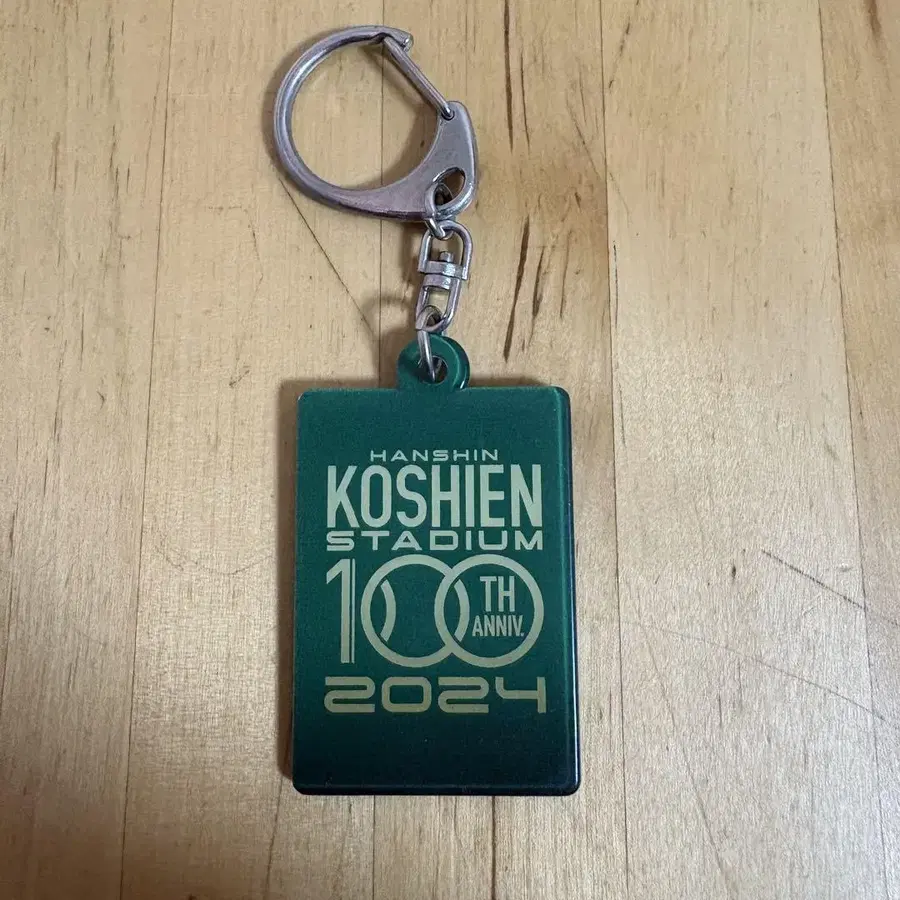 HANSHIN
KOSHIEN
STADIUM
100TH
ANNIV.
2024